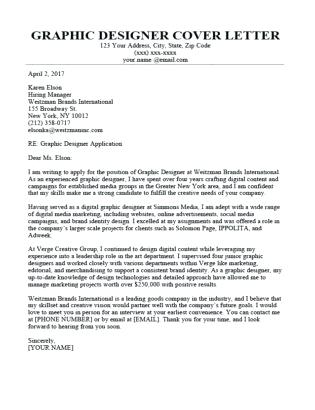 GRAPHIC DESIGNER COVER LETTER
123 Your Address, City, State, Zip Code
(xxx) xxx-xxxx
your.name @email.com
April 2, 2017
Karen Elson
Hiring Manager
Weitzman Brands International
155 Broadway St.
New York, NY 10012
(212) 358-0717
elsonka@weitzmaninc.com
RE: Graphic Designer Application
Dear Ms. Elson:
I am writing to apply for the position of Graphic Designer at Weitzman Brands International.
As an experienced graphic designer, I have spent over four years crafting digital content and
campaigns for established media groups in the Greater New York area, and I am confident
that my skills make me a strong candidate to fulfill the creative needs of your company.
Having served as a digital graphic designer at Simmons Media, I am adept with a wide range
of digital media marketing, including websites, online advertisements, social media
campaigns, and brand identity design. I am enthusiastic and was offered a role in the
company's larger scale projects for clients such as Solomon Page, IPPOLITA, and
Adweek.
At Verge Creative Group, I continued to design digital content while leveraging my
experience into a leadership role in the art department. I supervised four junior graphic
designers and worked closely with various departments within Verge like marketing,
editorial, and merchandising to support a consistent brand identity. As a graphic designer, my
up-to-date knowledge of design technologies and detailed approach have allowed me to
manage marketing projects worth over $250,000 with positive results.
Weitzman Brands International is a leading goods company in the industry, and I believe that
my skillset and creative vision would partner well with the company's future goals. I would
love to meet you in person for an interview at your earliest convenience. You can contact me
at [PHONE NUMBER] or by email at [EMAIL]. Thank you for your time, and I look
forward to hearing from you soon.
Sincerely,
[YOUR NAME]